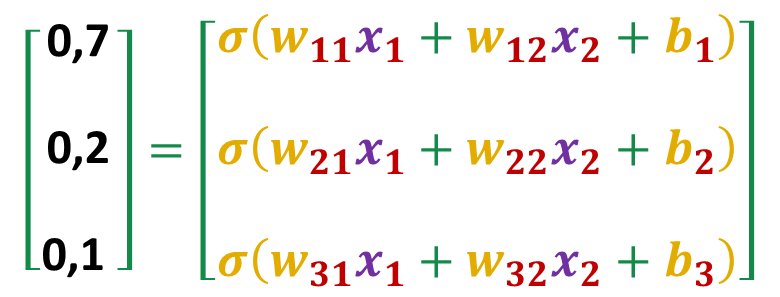 0,7 = σ(w₁₁x₁ + w₁₂x₂ + b₁)
0,2 = σ(w₂₁x₁ + w₂₂x₂ + b₂)
0,1 σ(w₃₁x₁ + w₃₂x₂ + b₃)